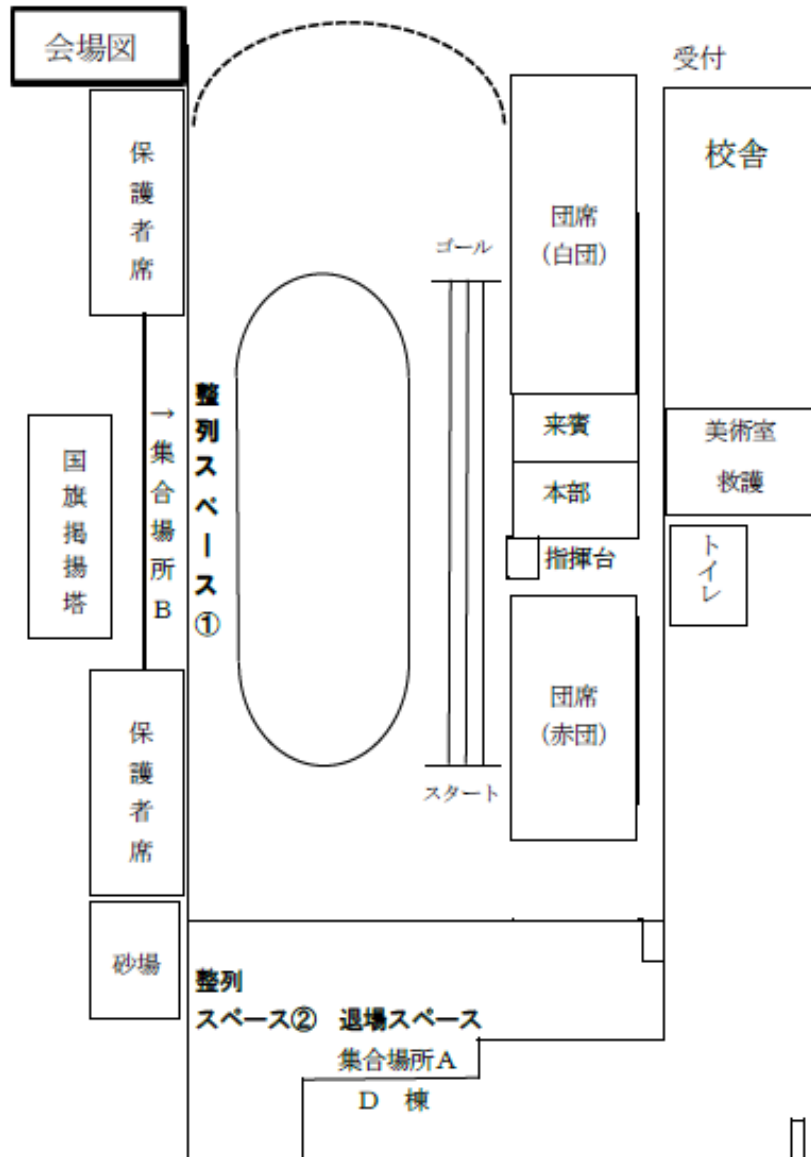 会場図
受付
校舎
保護者席
団席
(白団)
ゴール
整列スペース①
→集合場所B
国旗掲揚塔
来賓
本部
指揮台
美術室
救護
トイレ
団席
(赤団)
スタート
保護者席
砂場
整列
スペース② 退場スペース
集合場所A
D 棟